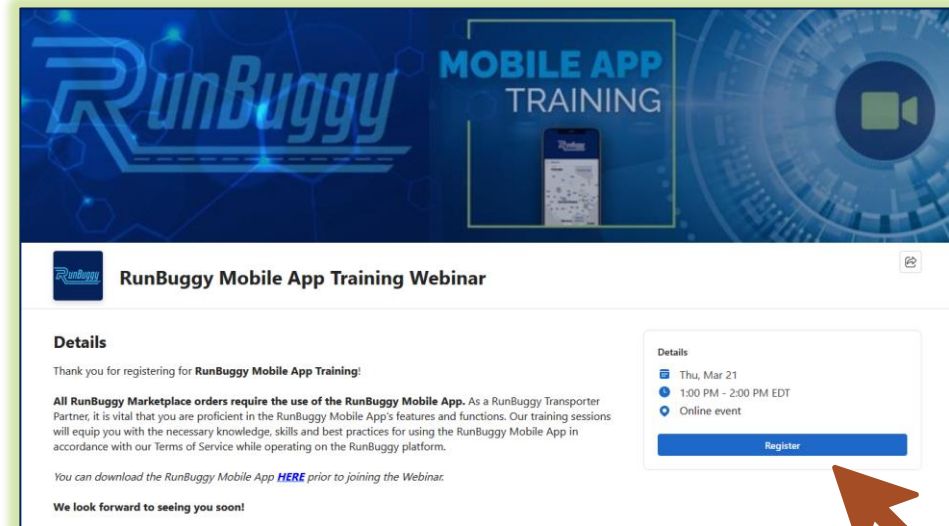 RunBuggy
MOBILE APP
TRAINING
RunBuggy
RunBuggy Mobile App Training Webinar
Details
Thank you for registering for RunBuggy Mobile App Training!
All RunBuggy Marketplace orders require the use of the RunBuggy Mobile App. As a RunBuggy Transporter
Partner, it is vital that you are proficient in the RunBuggy Mobile App's features and functions. Our training sessions
will equip you with the necessary knowledge, skills and best practices for using the RunBuggy Mobile App in
accordance with our Terms of Service while operating on the RunBuggy platform.
You can download the RunBuggy Mobile App HERE prior to joining the Webinar.
We look forward to seeing you soon!
Details
Thu, Mar 21
1:00 PM - 2:00 PM EDT
Online event
Register